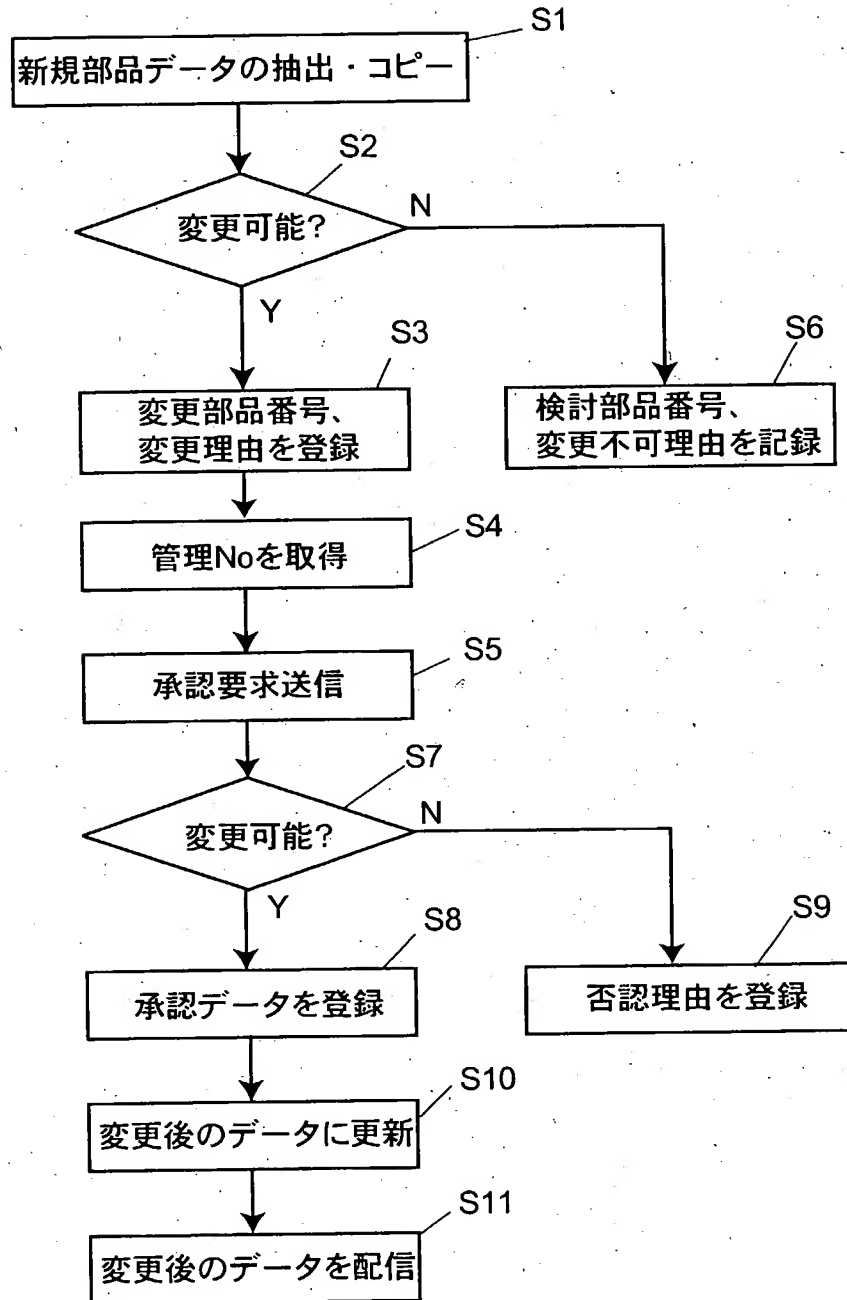 S1
新規部品データの抽出・コピー
S2
変更可能?
N
Y
S3
変更部品番号、
変更理由を登録
S6
検討部品番号、
変更不可理由を記録
S4
管理Noを取得
S5
承認要求送信
S7
変更可能?
N
Y
S8
承認データを登録
S9
否認理由を登録
S10
変更後のデータに更新
S11
変更後のデータを配信